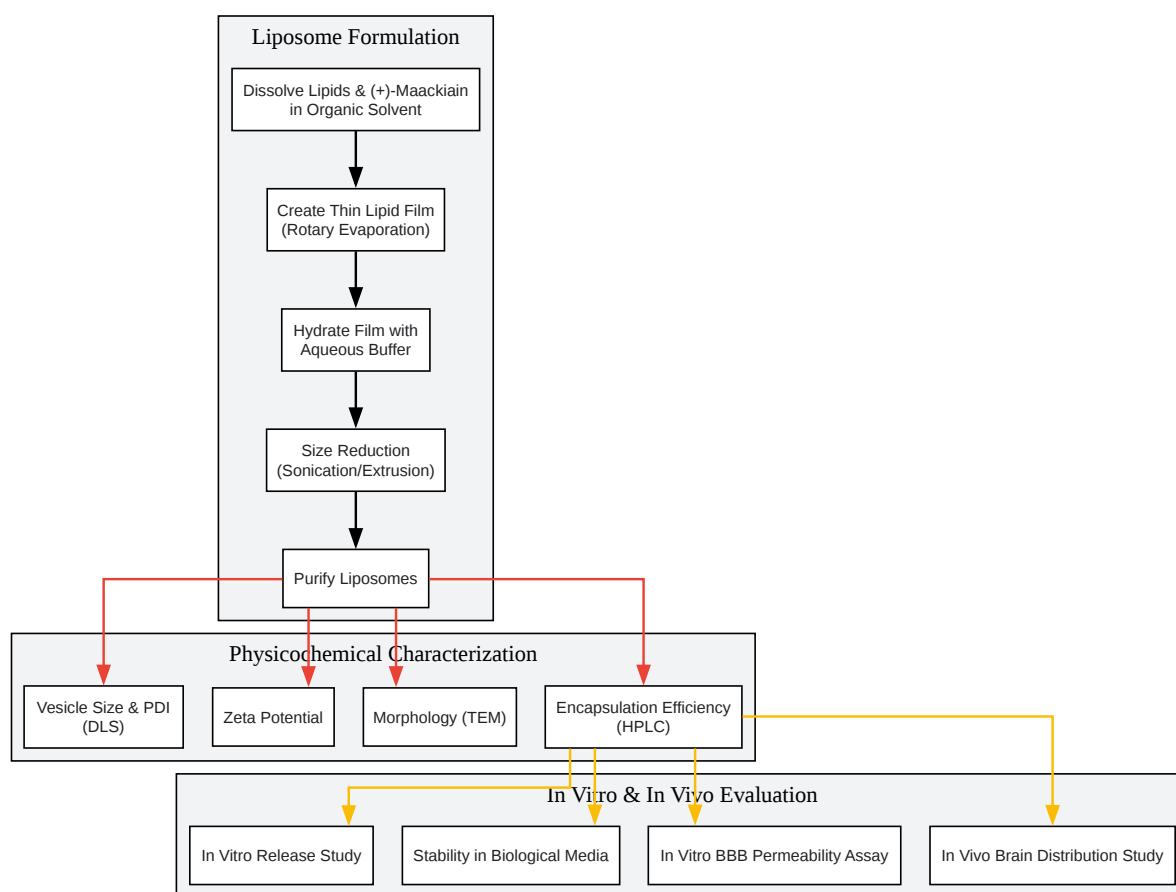 Liposome Formulation
Dissolve Lipids & (+)-Maackiain
in Organic Solvent
Create Thin Lipid Film
(Rotary Evaporation)
Hydrate Film with
Aqueous Buffer
Size Reduction
(Sonication/Extrusion)
Purify Liposomes
Physicochemical Characterization
Vesicle Size & PDI
(DLS)
Zeta Potential
Morphology (TEM)
Encapsulation Efficiency
(HPLC)
In Vitro & In Vivo Evaluation
In Vitro Release Study
Stability in Biological Media
In Vitro BBB Permeability Assay
In Vivo Brain Distribution Study